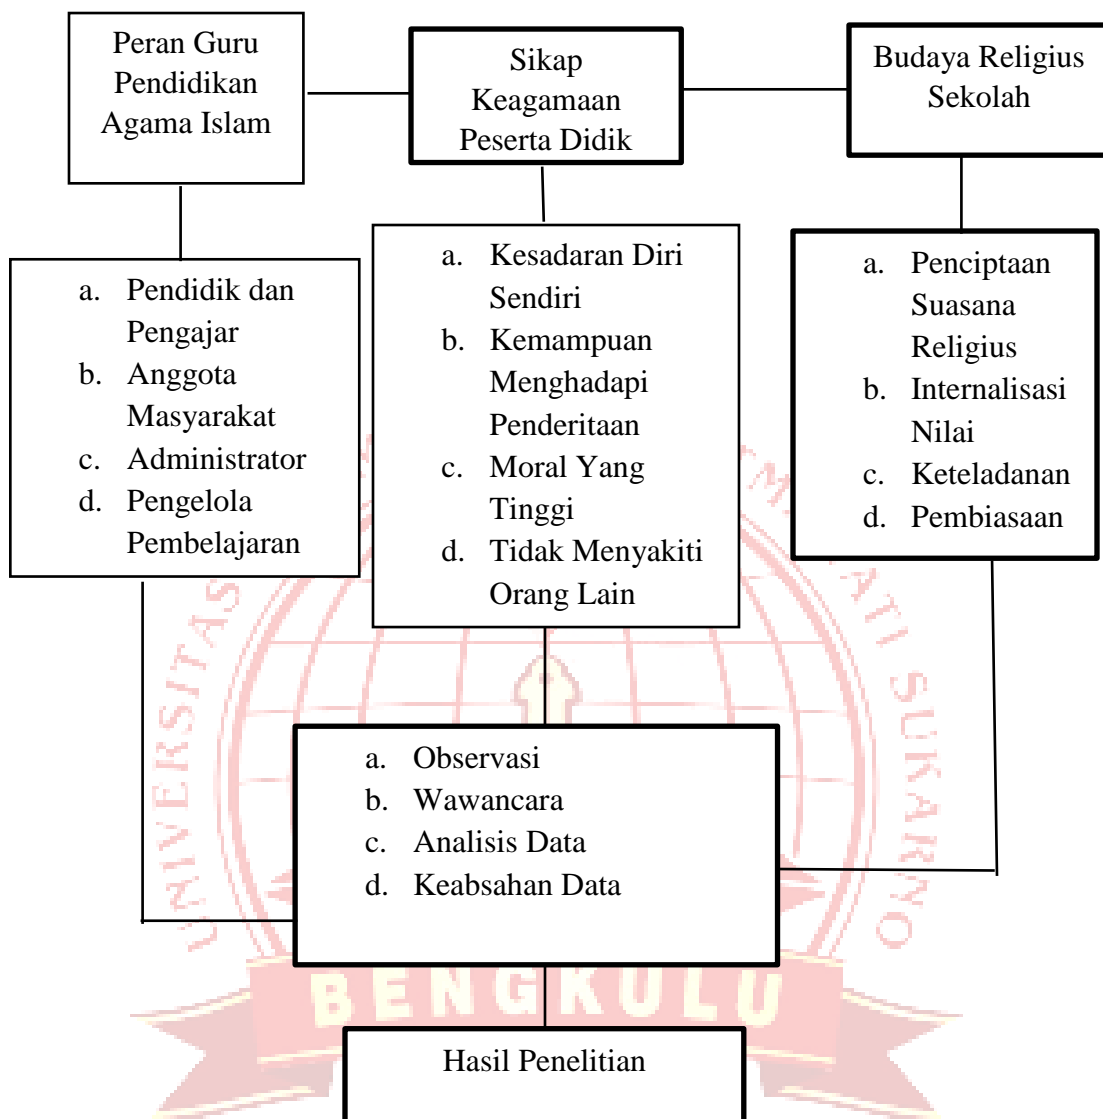 Peran Guru
Pendidikan
Agama Islam
Sikap
Keagamaan
Peserta Didik
Budaya Religius
Sekolah
a. Pendidik dan
Pengajar
b. Anggota
Masyarakat
c. Administrator
d. Pengelola
Pembelajaran
a. Kesadaran Diri
Sendiri
b. Kemampuan
Menghadapi
Penderitaan
c. Moral Yang
Tinggi
d. Tidak Menyakiti
Orang Lain
a. Penciptaan
Suasana
Religius
b. Internalisasi
Nilai
c. Keteladanan
d. Pembiasaan
a. Observasi
b. Wawancara
c. Analisis Data
d. Keabsahan Data
Hasil Penelitian
UNIVERSITAS
SUKARNO
BENGKULU